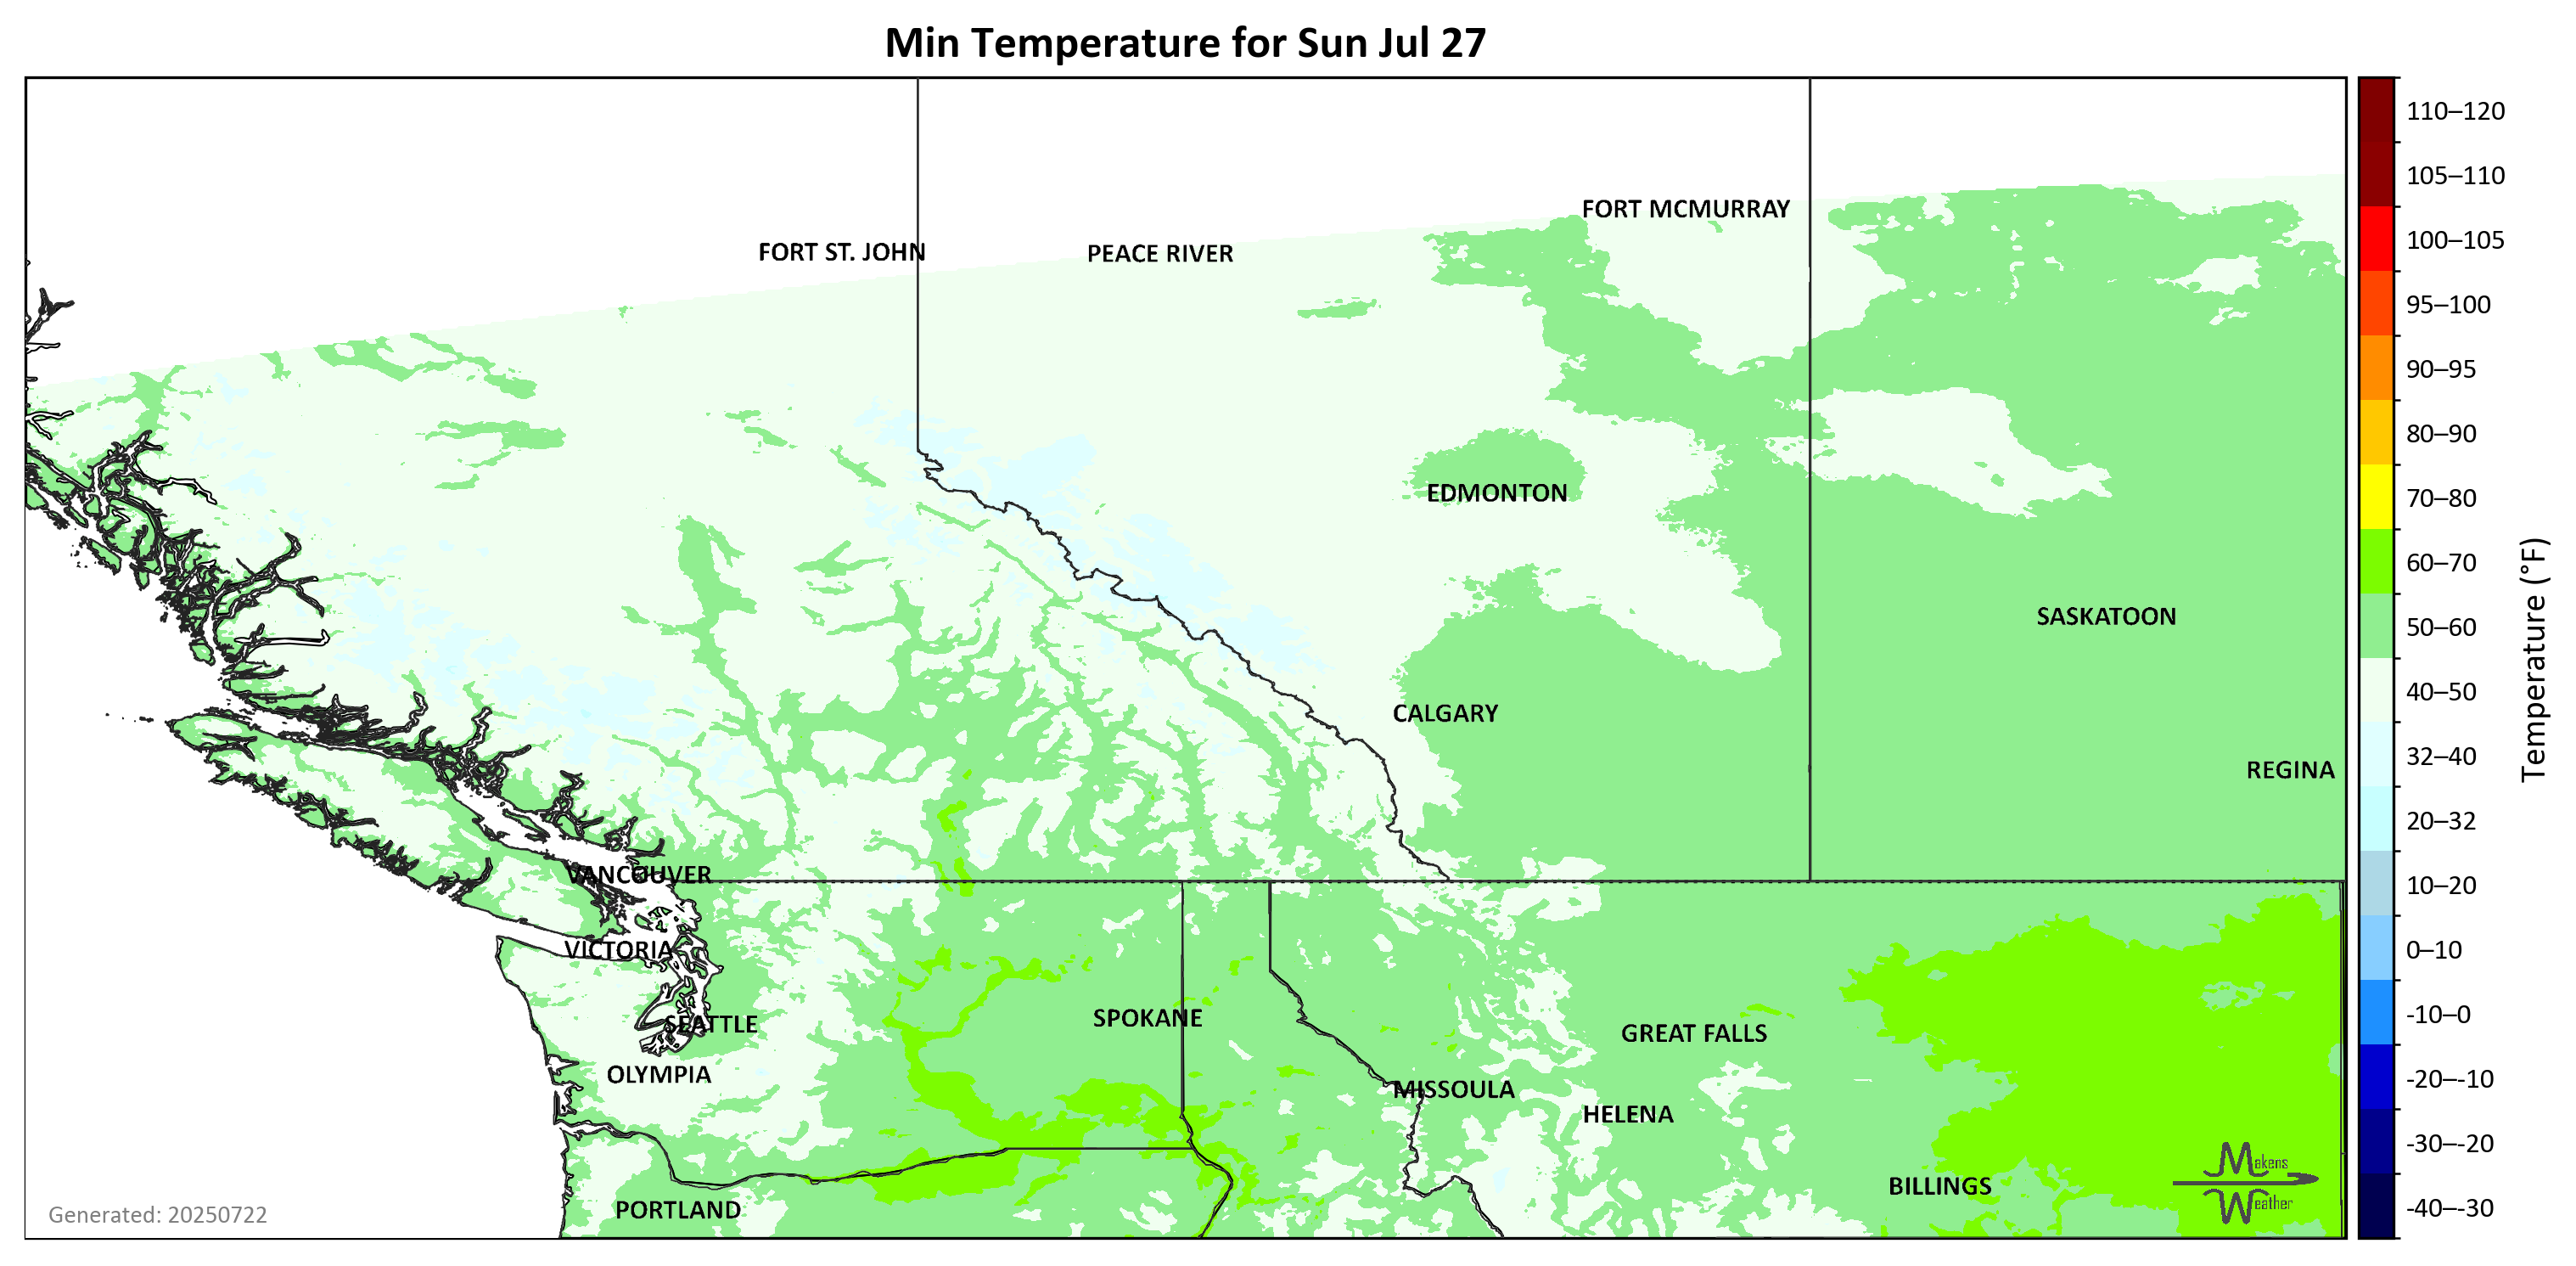 Min Temperature for Sun Jul 27
110–120
105–110
100–105
95–100
90–95
80–90
70–80
60–70
50–60
40–50
32–40
20–32
10–20
0–10
-10–0
-20–-10
-30–-20
-40–-30
Temperature (°F)
FORT MCMURRAY
FORT ST. JOHN
PEACE RIVER
EDMONTON
SASKATOON
CALGARY
REGINA
VANCOUVER
VICTORIA
SPOKANE
SEATTLE
GREAT FALLS
OLYMPIA
MISSOULA
HELENA
BILLINGS
PORTLAND
Makens
Weather
Generated: 20250722